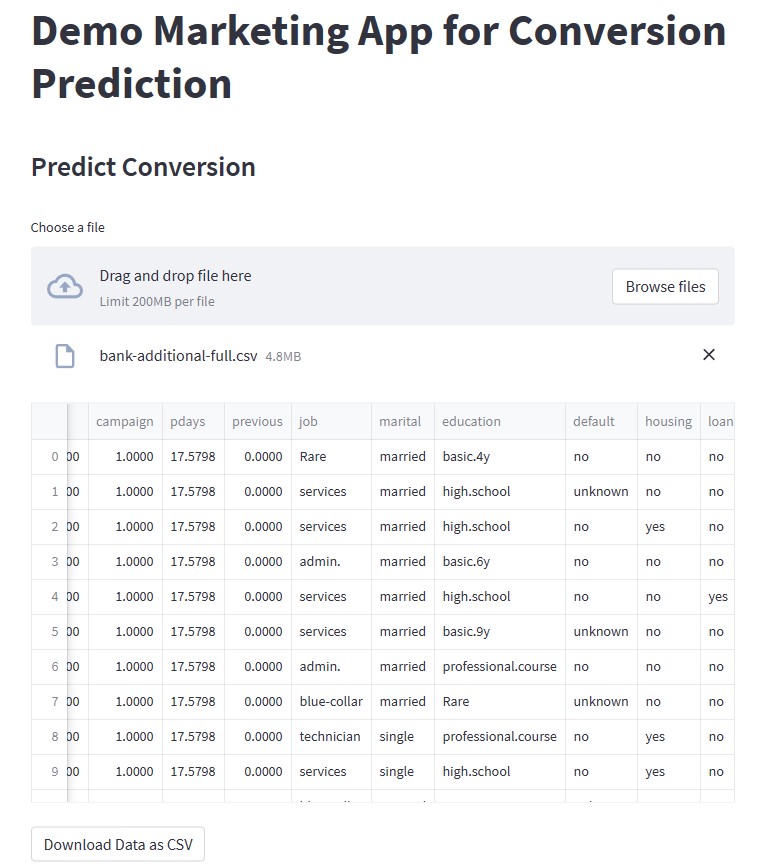 Demo Marketing App for Conversion
Prediction
Predict Conversion
Choose a file
Drag and drop file here
Limit 200MB per file
Browse files
bank-additional-full.csv 4.8MB
campaign pdays previous job marital education default housing loan
0 00 1.0000 17.5798 0.0000 Rare married basic.4y no no no
1 00 1.0000 17.5798 0.0000 services married high.school unknown no no
2 00 1.0000 17.5798 0.0000 services married high.school no yes no
3 00 1.0000 17.5798 0.0000 admin. married basic.6y no no no
4 00 1.0000 17.5798 0.0000 services married high.school no no yes
5 00 1.0000 17.5798 0.0000 services married basic.9y unknown no no
6 00 1.0000 17.5798 0.0000 admin. married professional.course no no no
7 00 1.0000 17.5798 0.0000 blue-collar married Rare unknown no no
8 00 1.0000 17.5798 0.0000 technician single professional.course no yes no
9 00 1.0000 17.5798 0.0000 services single high.school no yes no
Download Data as CSV